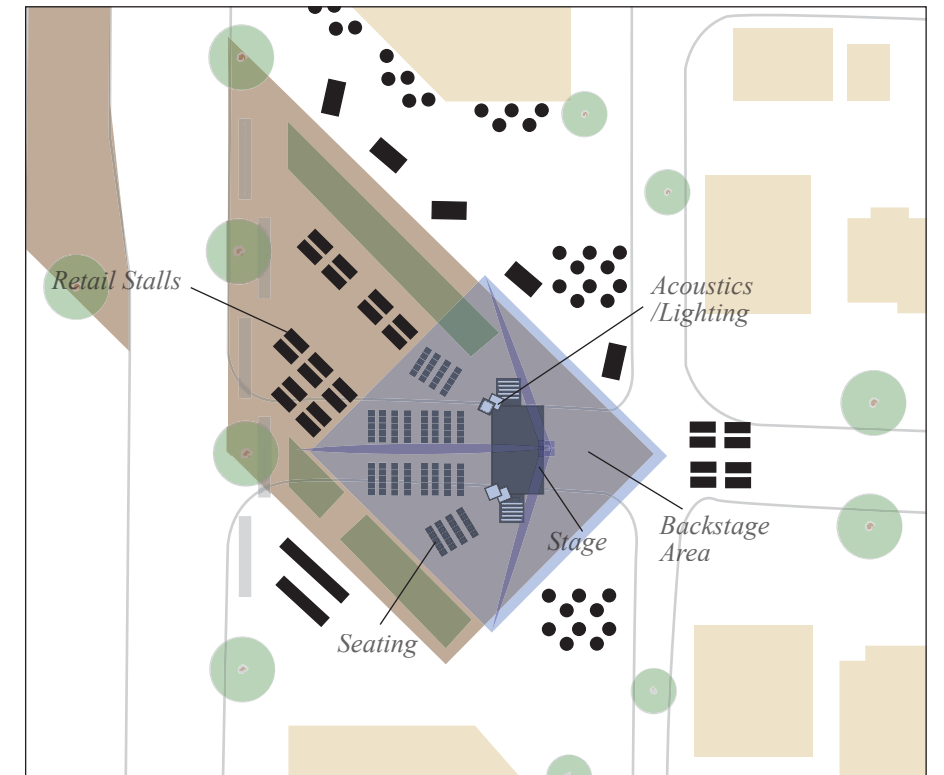 Retail Stalls
Acoustics
/Lighting
Backstage
Area
Stage
Seating